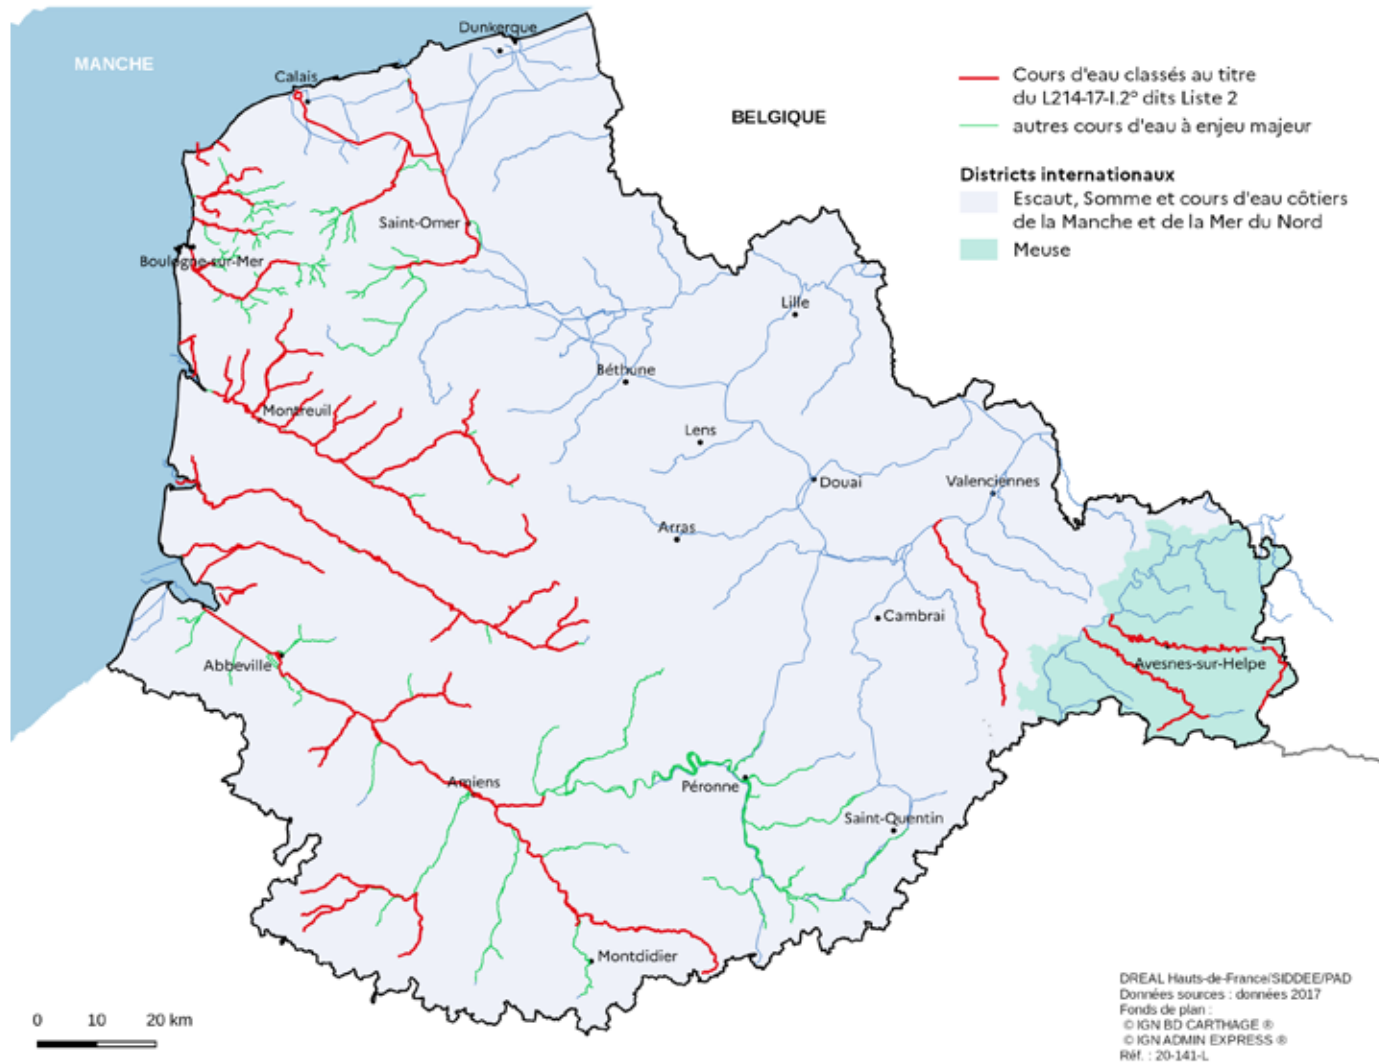 MANCHE
Dunkerque
Calais
BELGIQUE
Cours d'eau classés au titre
du L214-17-I.2° dits Liste 2
autres cours d'eau à enjeu majeur
Districts internationaux
Escaut, Somme et cours d'eau côtiers
de la Manche et de la Mer du Nord
Meuse
Saint-Omer
Boulogne-sur-Mer
Lille
Béthune
Montreuil
Lens
Douai
Valenciennes
Arras
Cambrai
Abbeville
Avesnes-sur-Helpe
Amiens
Péronne
Saint-Quentin
Montdidier
0 10 20 km
DREAL Hauts-de-France/SIDDEE/PAD
Données sources : données 2017
Fonds de plan :
© IGN BD CARTHAGE ®
© IGN ADMIN EXPRESS ®
Réf. : 20-141-L